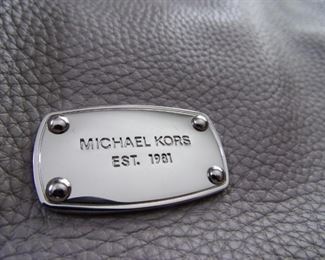 MICHAEL KORS
EST. 1981